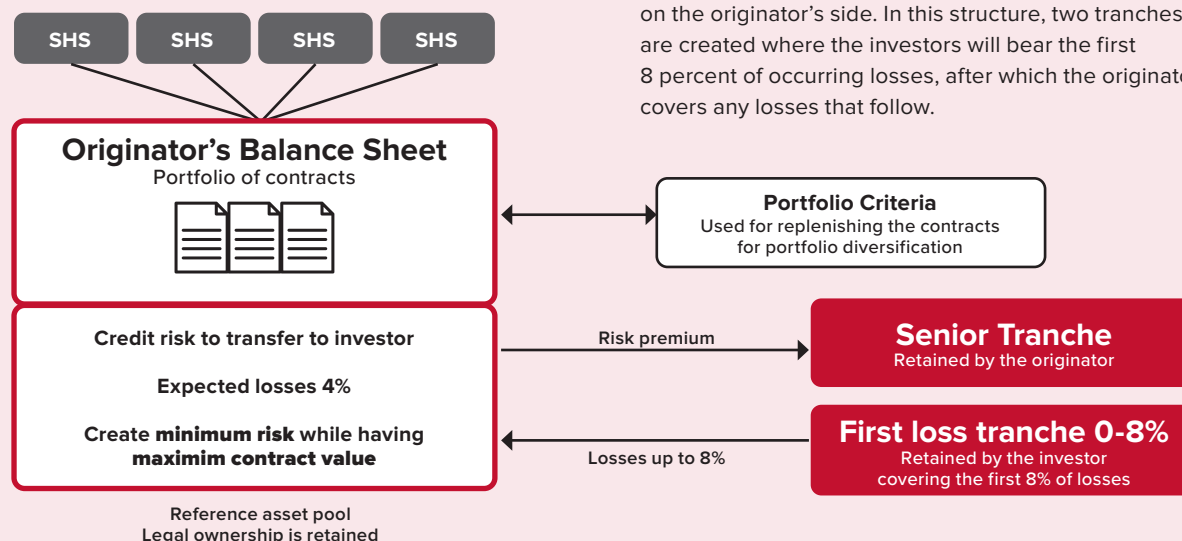 on the originator’s side. In this structure, two tranches
are created where the investors will bear the first
8 percent of occurring losses, after which the
covers any losses that follow.
SHS
SHS
SHS
SHS
Originator’s Balance Sheet
Portfolio of contracts
Portfolio Criteria
Used for replenishing the contracts
for portfolio diversification
Credit risk to transfer to investor
Expected losses 4%
Create minimum risk while having
maximim contract value
Risk premium
Losses up to 8%
Senior Tranche
Retained by the originator
First loss tranche 0-8%
Retained by the investor
covering the first 8% of losses
Reference asset pool
Legal ownership is retained